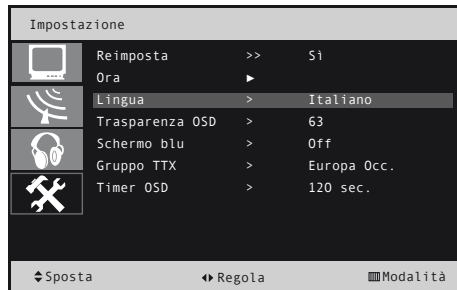 Impostazione
Reimposta >> Sì
Ora ►
Lingua > Italiano
Trasparenza OSD > 63
Schermo blu > Off
Gruppo TTX > Europa Occ.
Timer OSD > 120 sec.
Sposta Regola Modalità